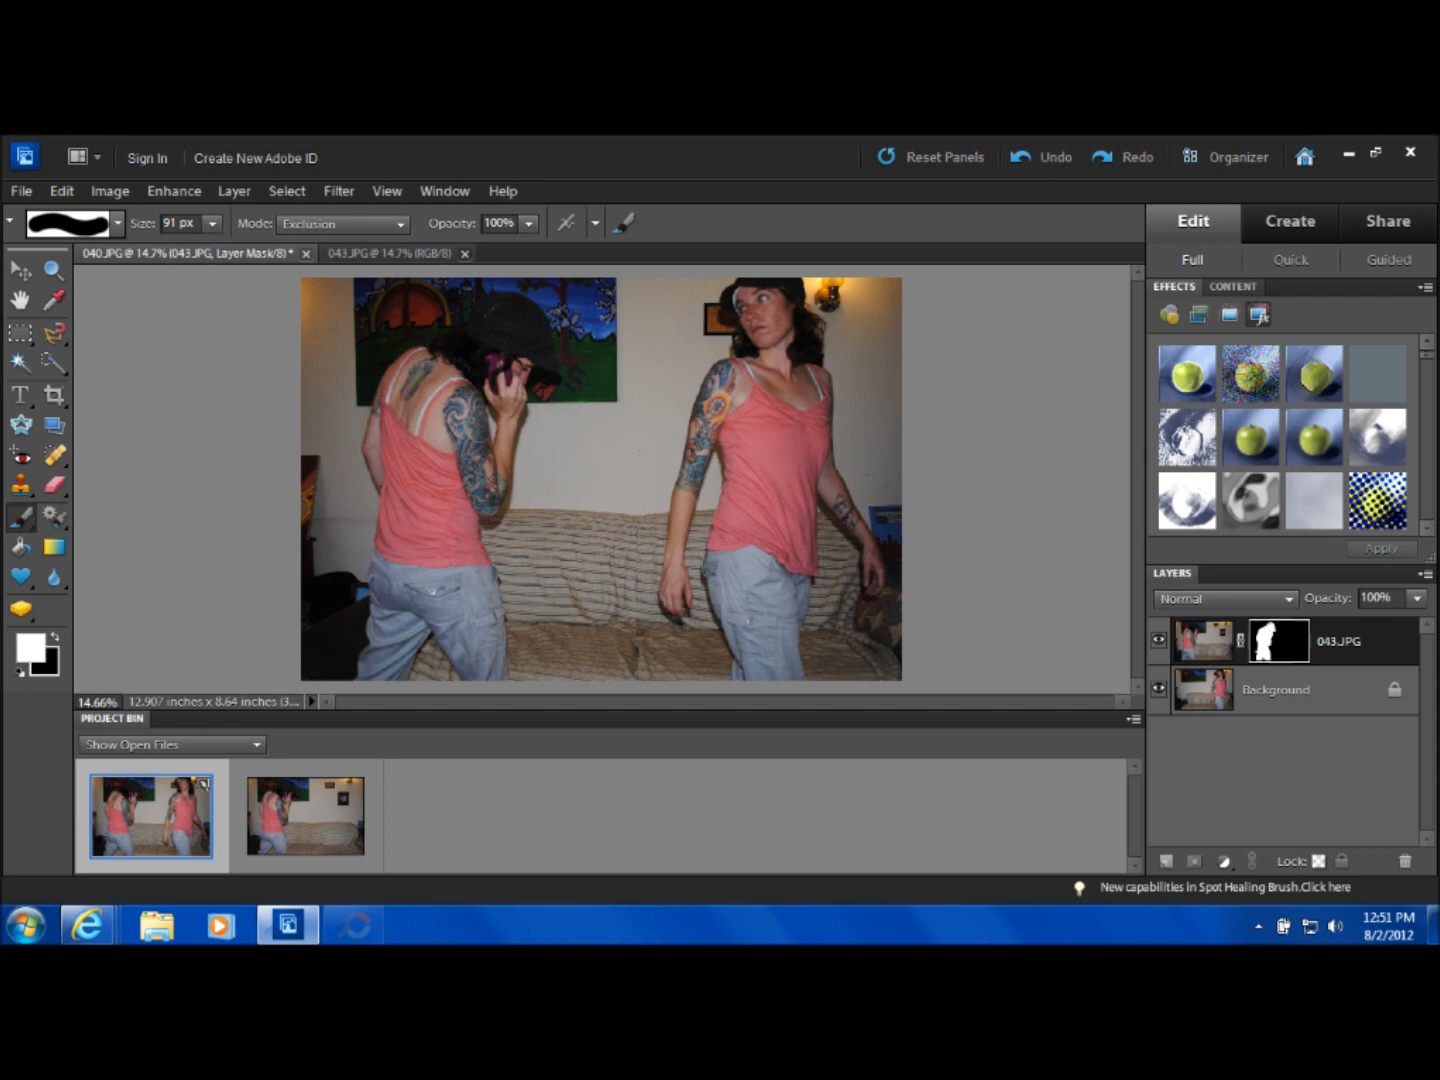 Sign In
Create New Adobe ID
Reset Panels
Undo
Redo
Organizer
File Edit Image Enhance Layer Select Filter View Window Help
Size: 91 px
Mode: Exclusion
Opacity: 100%
Edit Create Share
040.JPG @ 14.7% (043.JPG, Layer Mask/8) *
043.JPG @ 14.7% (RGB/8)
Full Quick Guided
EFFECTS CONTENT
Apply
LAYERS
Normal
Opacity: 100%
043.JPG
Background
14.66% 12.907 inches x 8.64 inches (3...
PROJECT BIN
Show Open Files
Lock:
New capabilities in Spot Healing Brush.Click here
12:51 PM
8/2/2012